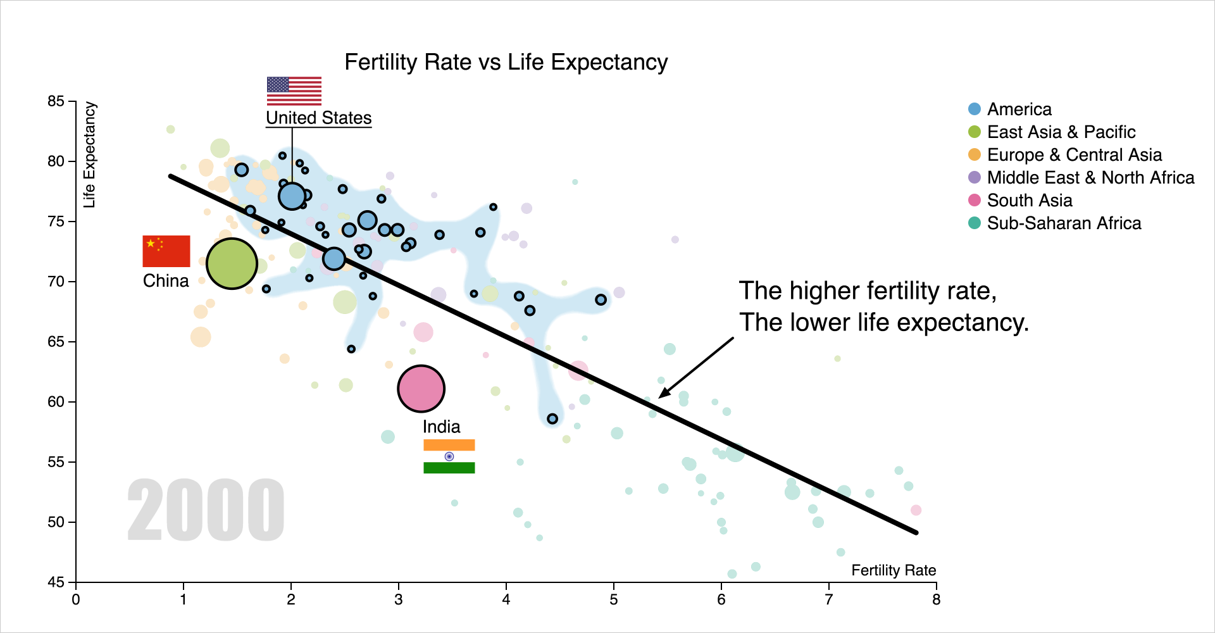 Fertility Rate vs Life Expectancy
United States
America
East Asia & Pacific
Europe & Central Asia
Middle East & North Africa
South Asia
Sub-Saharan Africa
Life Expectancy
85
80
75
70
65
60
55
50
45
China
The higher fertility rate,
The lower life expectancy.
India
2000
Fertility Rate
0 1 2 3 4 5 6 7 8